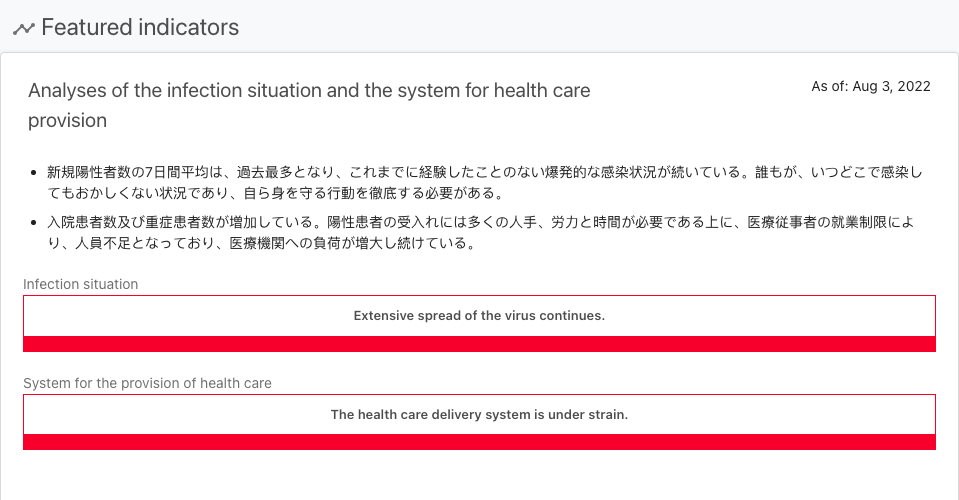 Featured indicators
Analyses of the infection situation and the system for health care
provision
As of: Aug 3, 2022
新規陽性者数の7日間平均は、過去最多となり、これまでに経験したことのない爆発的な感染状況が続いている。誰もが、いつどこで感染し
てもおかしくない状況であり、自ら身を守る行動を徹底する必要がある。
入院患者数及び重症患者数が増加している。陽性患者の受入れには多くの人手、労力と時間が必要である上に、医療従事者の就業制限によ
り、人員不足となっており、医療機関への負荷が増大し続けている。
Infection situation
Extensive spread of the virus continues.
System for the provision of health care
The health care delivery system is under strain.